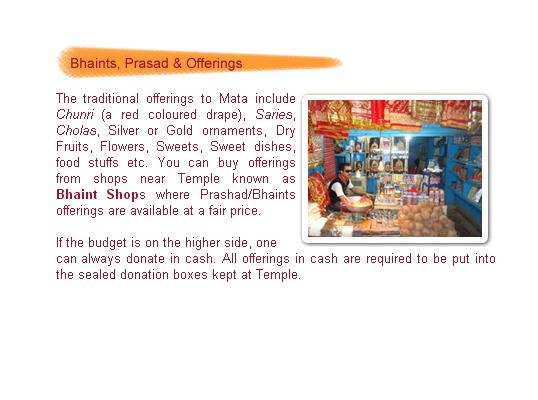 Bhaints, Prasad & Offerings
The traditional offerings to Mata include
Chunri (a red coloured drape), Saries,
Cholas, Silver or Gold ornaments, Dry
Fruits, Flowers, Sweets, Sweet dishes,
food stuffs etc. You can buy offerings
from shops near Temple known as
Bhaint Shops where Prashad/Bhaints
offerings are available at a fair price.
If the budget is on the higher side, one
can always donate in cash. All offerings in cash are required to be put into
the sealed donation boxes kept at Temple.